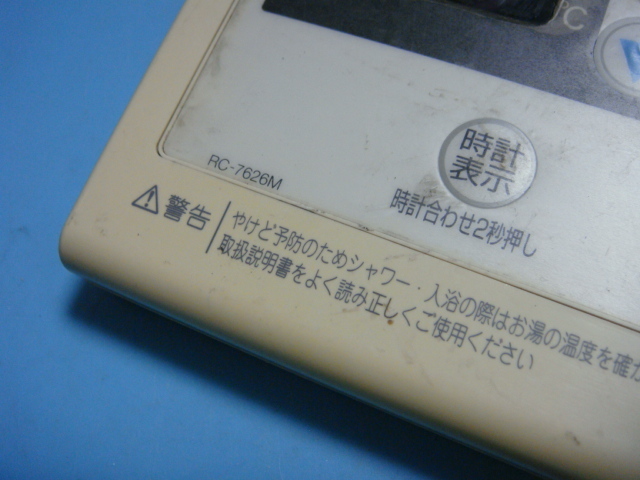 ℃
時計
表示
RC-7626M
時計合わせ2秒押し
警告
やけど予防のためシャワー・入浴の際はお湯の温度を確か
取扱説明書をよく読み正しくご使用ください